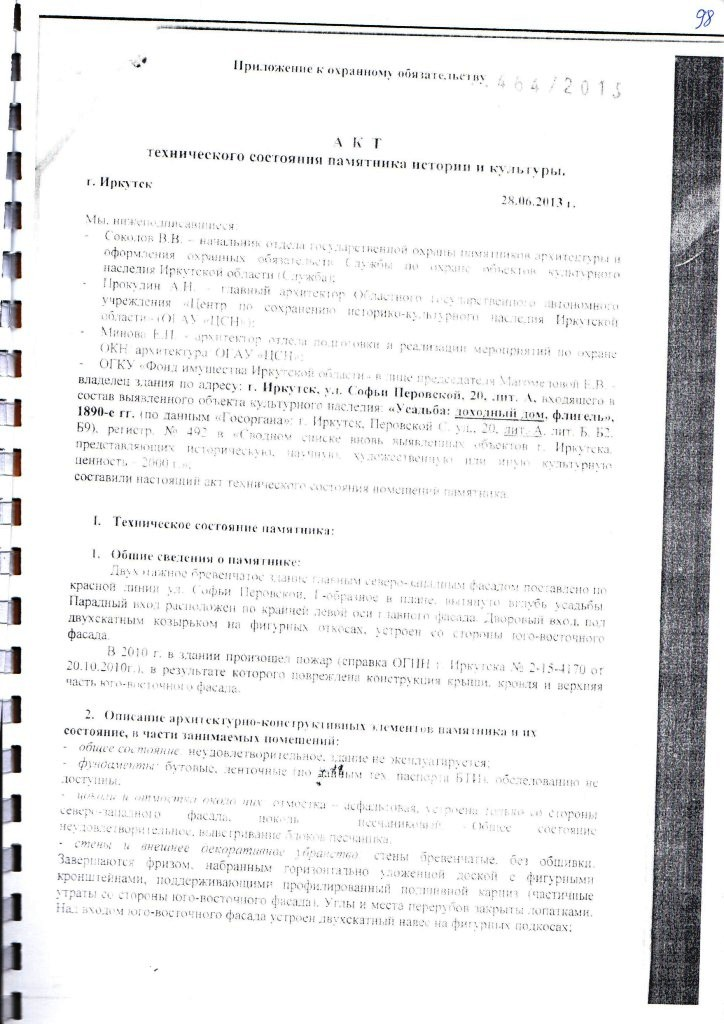 98
Приложение к охранному обязательству
464/2013
А К Т
технического состояния памятника истории и культуры.
г. Иркутск
28.06.2013 г.
Мы, нижеподписавшиеся:
- Соколов В.В. – начальник отдела государственной охраны памятников архитектуры и
оформления охранных обязательств Службы по охране объектов культурного
наследия Иркутской области (Служба);
- Прокудин А.Н. - главный архитектор Областного государственного автономного
учреждения «Центр по сохранению историко-культурного наследия Иркутской
области» (ОГАУ «ЦСН»);
- Минова Е.П. - архитектор отдела подготовки и реализации мероприятий по охране
ОКН архитектура ОГАУ «ЦСН»;
- ОГКУ «Фонд имущества Иркутской области» в лице председателя Магометовой Е.В. -
владелец здания по адресу: г. Иркутск, ул. Софьи Перовской, 20, лит. А, входящего в
состав выявленного объекта культурного наследия: «Усадьба: доходный дом, флигель»,
1890-е гг. (по данным «Госоргана»: г. Иркутск, Перовской С. ул., 20, лит. А, лит. Б, Б2,
Б9), регистр. № 492 в «Сводном списке вновь выявленных объектов г. Иркутска,
представляющих историческую, научную, художественную или иную культурную
ценность - 2000 г.»,
составили настоящий акт технического состояния помещений памятника.
I. Техническое состояние памятника:
1. Общие сведения о памятнике:
Двухэтажное бревенчатое здание главным северо-западным фасадом поставлено по
красной линии ул. Софьи Перовской, Г-образное в плане, вытянуто вглубь усадьбы.
Парадный вход расположен по крайней левой оси главного фасада. Дворовый вход, под
двухскатным козырьком на фигурных откосах, устроен со стороны юго-восточного
фасада.
В 2010 г. в здании произошел пожар (справка ОГПН г. Иркутска № 2-15-4170 от
20.10.2010г.), в результате которого повреждена конструкция крыши, кровля и верхняя
часть юго-восточного фасада.
2. Описание архитектурно-конструктивных элементов памятника и их
состояние, в части занимаемых помещений:
- общее состояние: неудовлетворительное, здание не эксплуатируется;
- фундаменты: бутовые, ленточные (по данным тех. паспорта БТИ), обследованию не
доступны;
- цоколи и отмостка около них: отмостка – асфальтовая, устроена только со стороны
северо-западного фасада, цоколь песчаниковый. Общее состояние
неудовлетворительное, выветривание блоков песчаника.
- стены и внешнее декоративное убранство: стены бревенчатые, без обшивки.
Завершаются фризом, набранным горизонтально уложенной доской с фигурными
кронштейнами, поддерживающими профилированный подшивной карниз (частичные
утраты со стороны юго-восточного фасада). Углы и места перерубов закрыты лопатками.
Над входом юго-восточного фасада устроен двухскатный навес на фигурных подкосах;